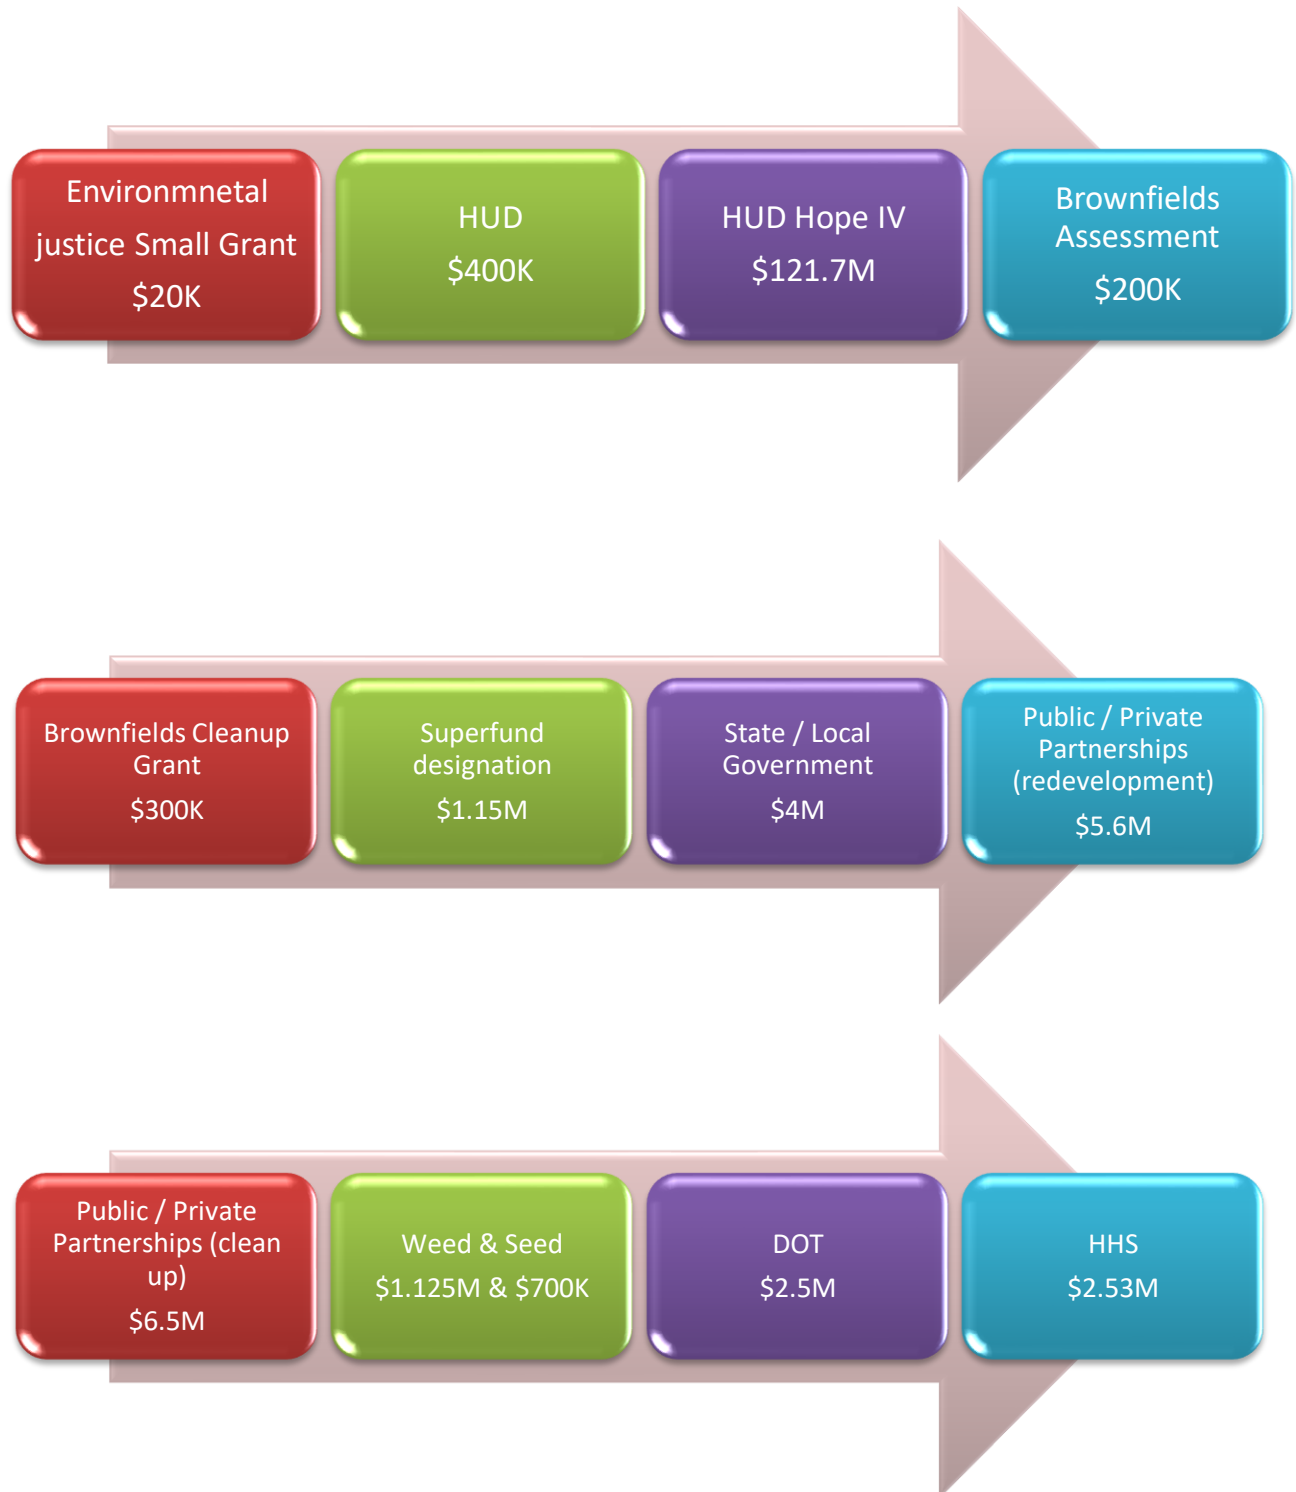 Environmnetal
justice Small Grant
$20K
HUD
$400K
HUD Hope IV
$121.7M
Brownfields
Assessment
$200K
Brownfields Cleanup
Grant
$300K
Superfund
designation
$1.15M
State / Local
Government
$4M
Public / Private
Partnerships
(redevelopment)
$5.6M
Public / Private
Partnerships (clean
up)
$6.5M
Weed & Seed
$1.125M & $700K
DOT
$2.5M
HHS
$2.53M